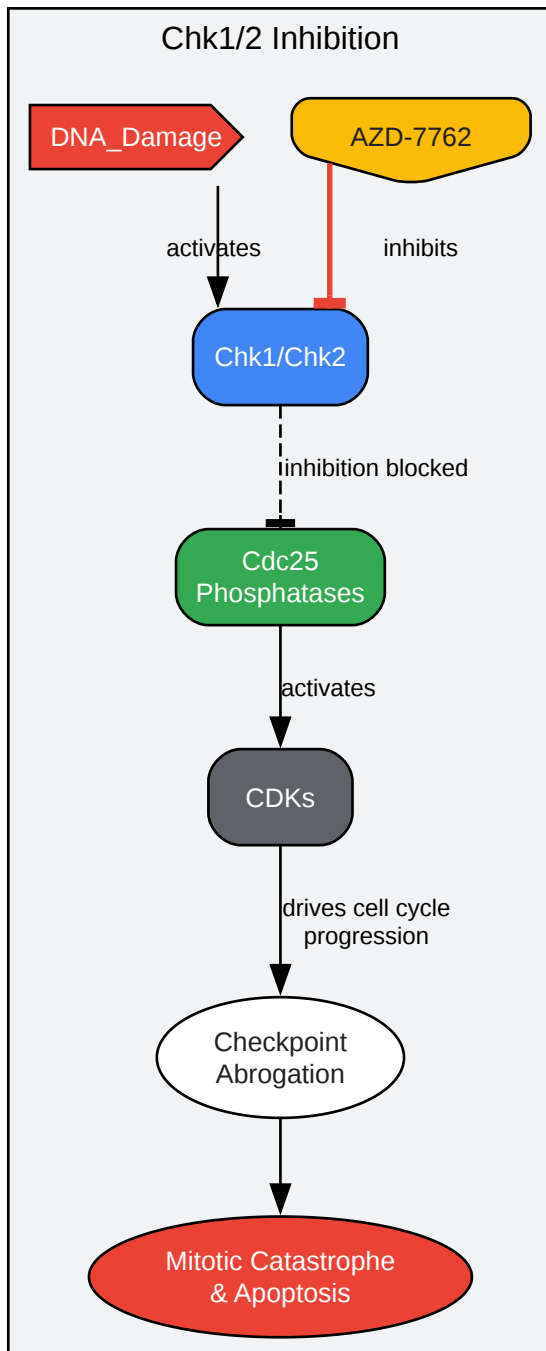 Chk1/2 Inhibition
DNA_Damage
AZD-7762
activates
inhibits
Chk1/Chk2
inhibition blocked
Cdc25
Phosphatases
activates
CDKs
drives cell cycle
progression
Checkpoint
Abrogation
Mitotic Catastrophe
& Apoptosis